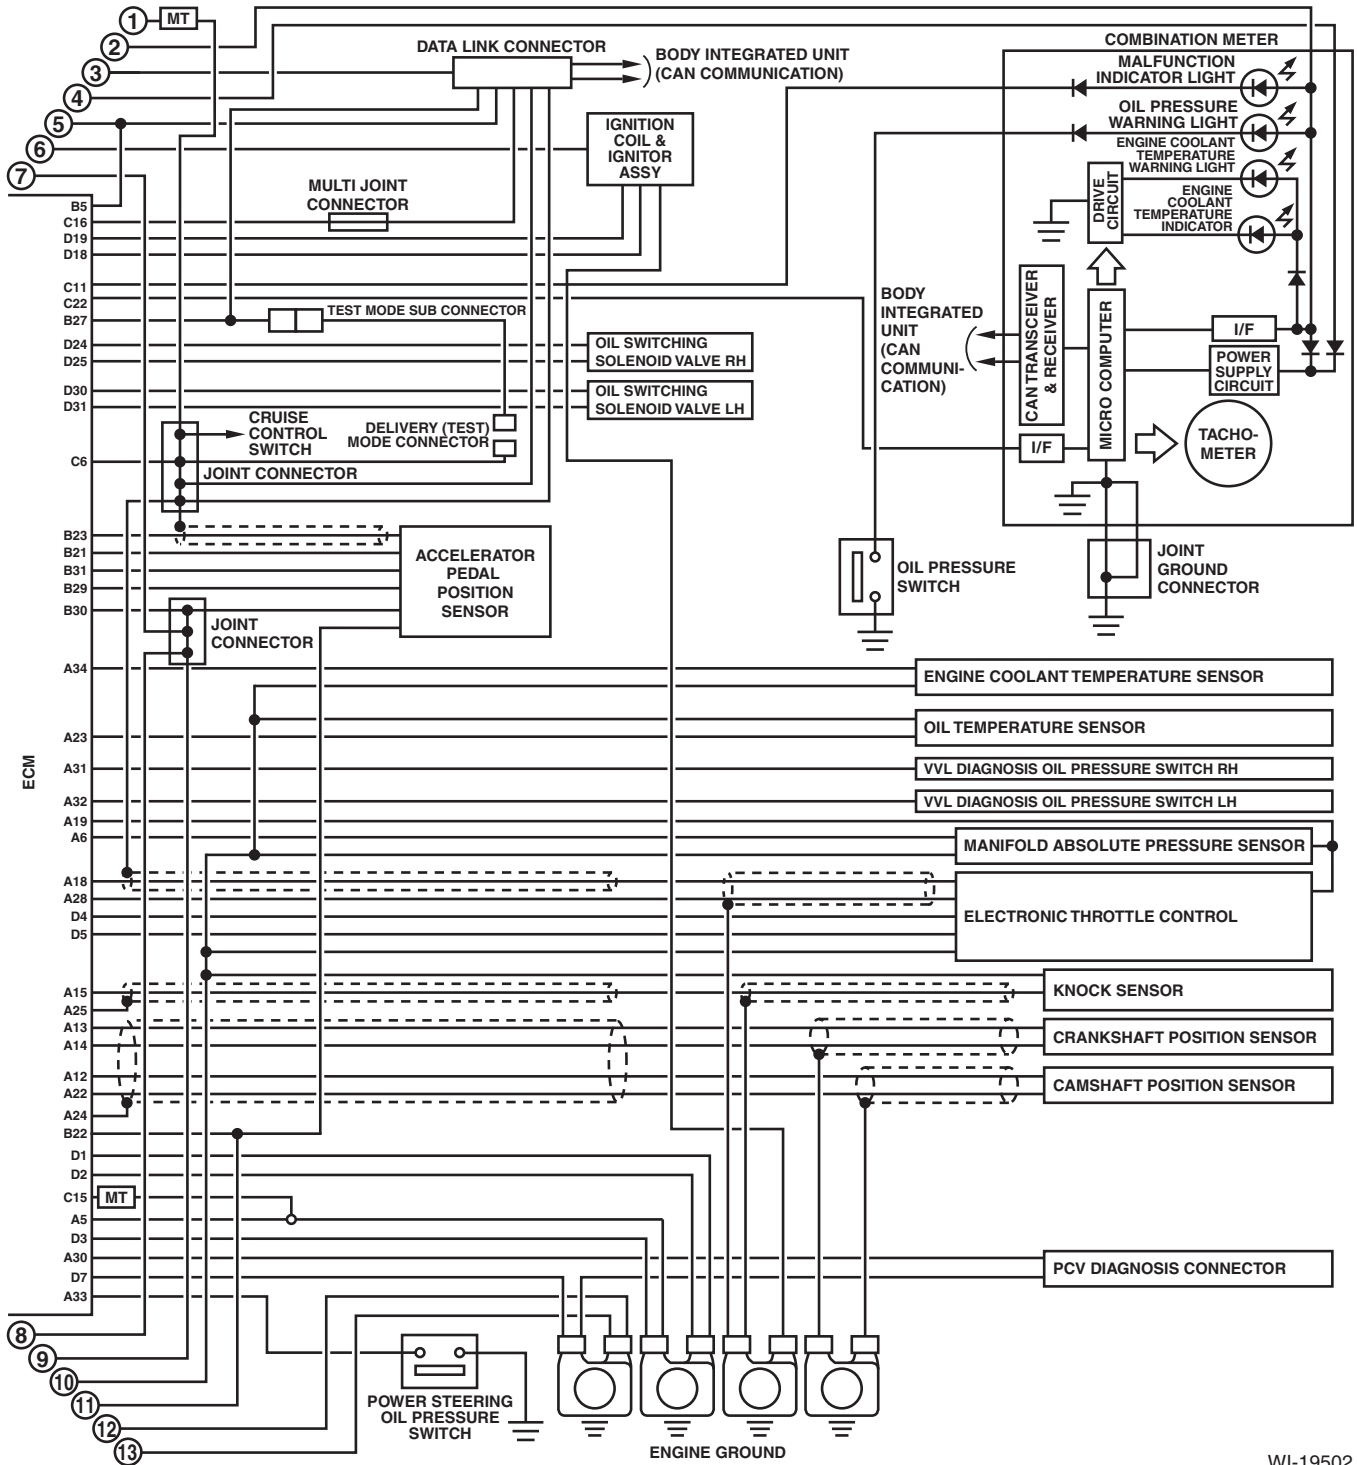 1
MT
2
3
4
5
6
7
DATA LINK CONNECTOR
BODY INTEGRATED UNIT
(CAN COMMUNICATION)
COMBINATION METER
MALFUNCTION
INDICATOR LIGHT
OIL PRESSURE
WARNING LIGHT
ENGINE COOLANT
TEMPERATURE
WARNING LIGHT
ENGINE
COOLANT
TEMPERATURE
INDICATOR
DRIVE
CIRCUIT
IGNITION
COIL &
IGNITOR
ASSY
MULTI JOINT
CONNECTOR
B5
C16
D19
D18
C11
C22
B27
TEST MODE SUB CONNECTOR
D24
D25
OIL SWITCHING
SOLENOID VALVE RH
D30
D31
OIL SWITCHING
SOLENOID VALVE LH
BODY
INTEGRATED
UNIT
(CAN
COMMUNI-
CATION)
CAN TRANSCEIVER
& RECEIVER
MICRO COMPUTER
I/F
POWER
SUPPLY
CIRCUIT
I/F
TACHO-
METER
CRUISE
CONTROL
SWITCH
DELIVERY (TEST)
MODE CONNECTOR
C6
JOINT CONNECTOR
B23
B21
B31
B29
B30
ACCELERATOR
PEDAL
POSITION
SENSOR
OIL PRESSURE
SWITCH
JOINT
GROUND
CONNECTOR
JOINT
CONNECTOR
A34
ENGINE COOLANT TEMPERATURE SENSOR
A23
OIL TEMPERATURE SENSOR
ECM
A31
VVL DIAGNOSIS OIL PRESSURE SWITCH RH
A32
VVL DIAGNOSIS OIL PRESSURE SWITCH LH
A19
A6
MANIFOLD ABSOLUTE PRESSURE SENSOR
A18
A28
D4
D5
ELECTRONIC THROTTLE CONTROL
A15
A25
KNOCK SENSOR
A13
A14
CRANKSHAFT POSITION SENSOR
A12
A22
CAMSHAFT POSITION SENSOR
A24
B22
D1
D2
C15
MT
A5
D3
A30
D7
PCV DIAGNOSIS CONNECTOR
A33
8
9
10
11
12
13
POWER STEERING
OIL PRESSURE
SWITCH
ENGINE GROUND
WI-19502